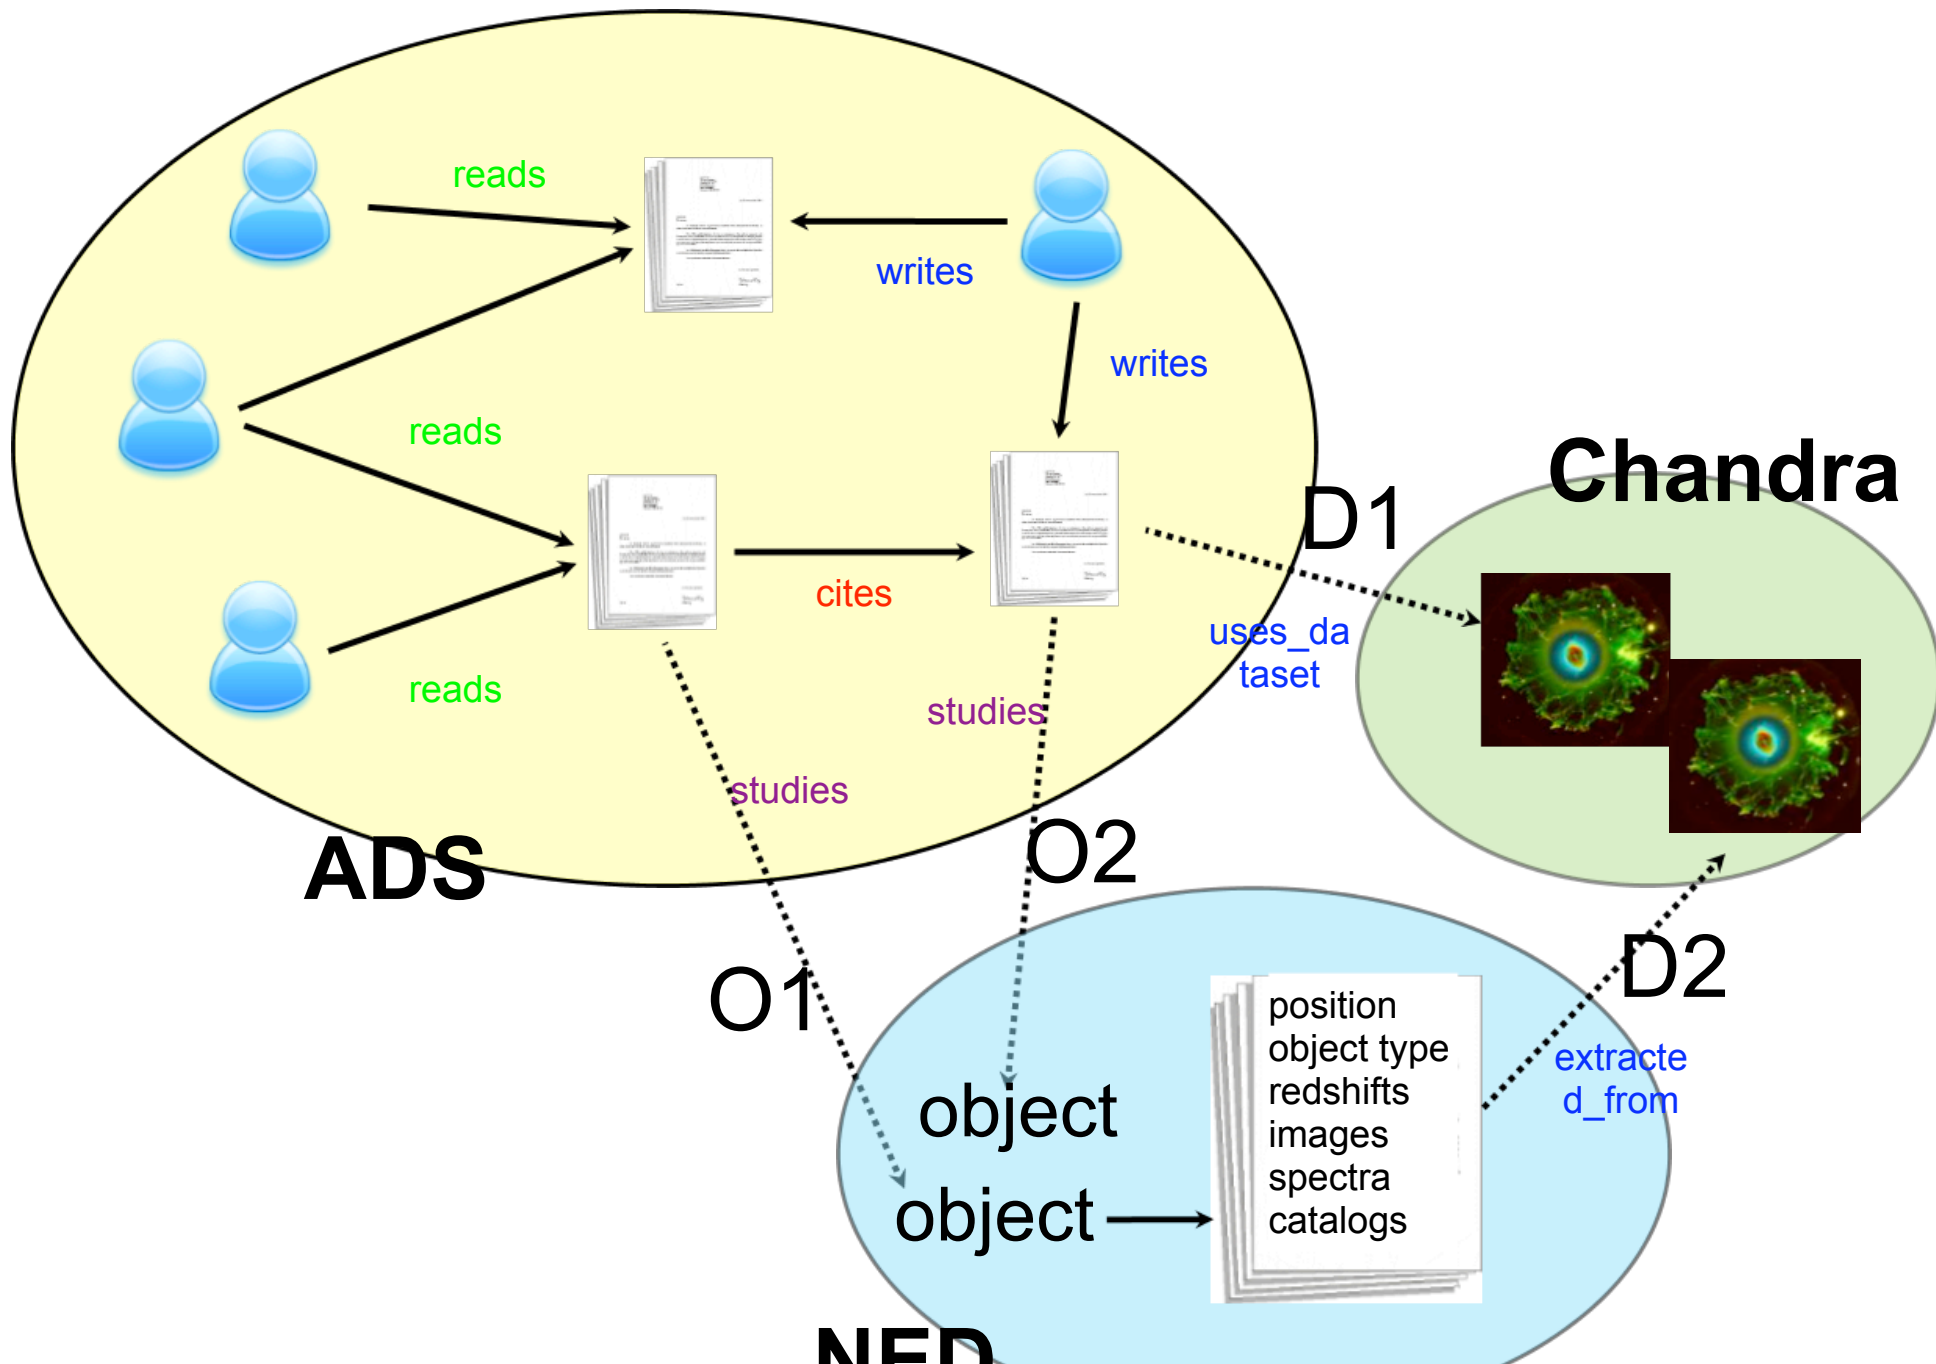 reads
writes
writes
reads
Chandra
D1
cites
uses_da
taset
reads
studies
studies
O2
ADS
D2
O1
position
object type
redshifts
images
spectra
catalogs
extracte
d_from
object
object
NED